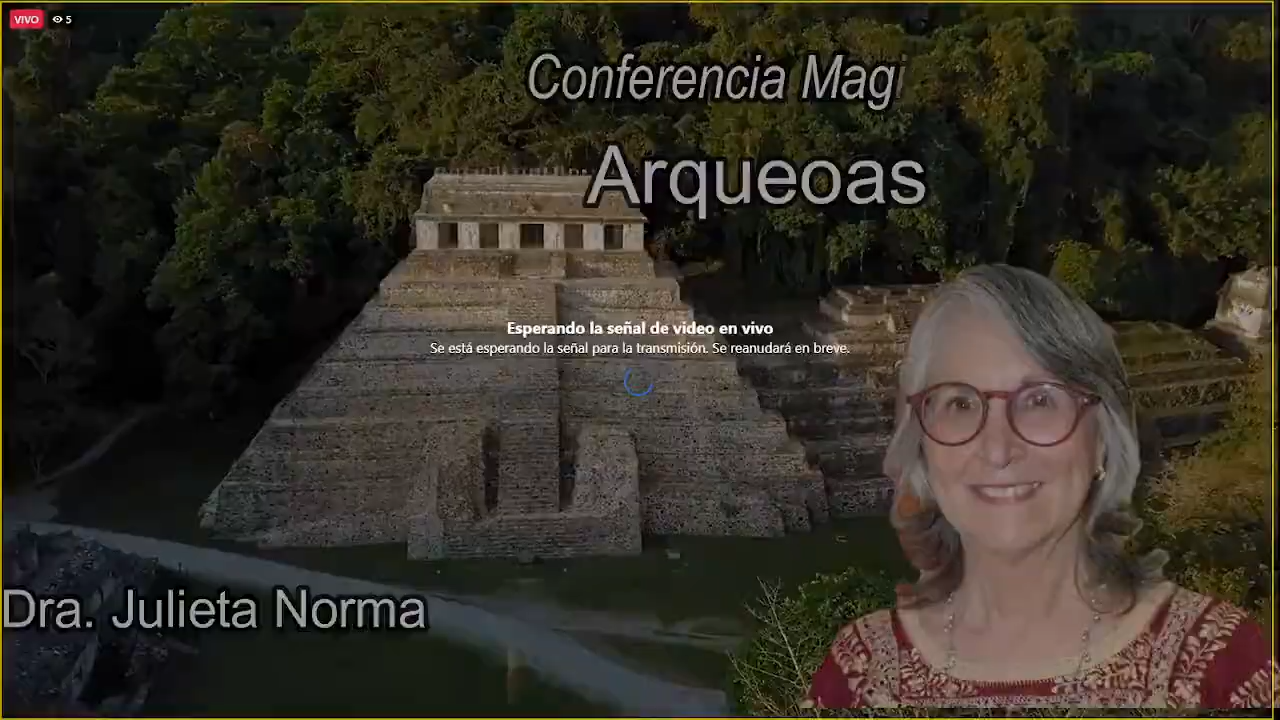 VIVO 5
Conferencia Magi
Arqueoas
Esperando la señal de video en vivo
Se está esperando la señal para la transmisión. Se reanudará en breve.
Dra. Julieta Norma